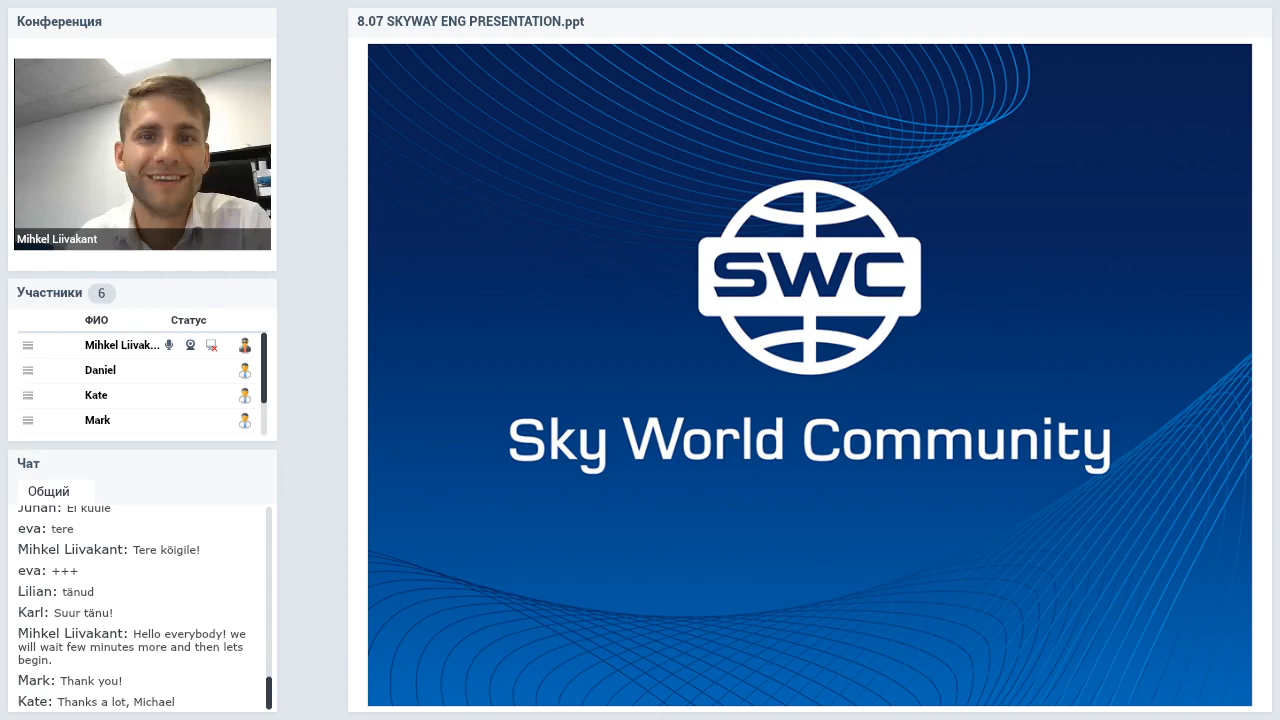 Конференция
Mihkel Liivakant
Участники 6
ФИО Статус
Mihkel Liivak...
Daniel
Kate
Mark
Чат
Общий
Juhan: Ei kuule
eva: tere
Mihkel Liivakant: Tere kõigile!
eva: +++
Lilian: tänud
Karl: Suur tänu!
Mihkel Liivakant: Hello everybody! we
will wait few minutes more and then lets
begin.
Mark: Thank you!
Kate: Thanks a lot, Michael
8.07 SKYWAY ENG PRESENTATION.ppt
SWC
Sky World Community